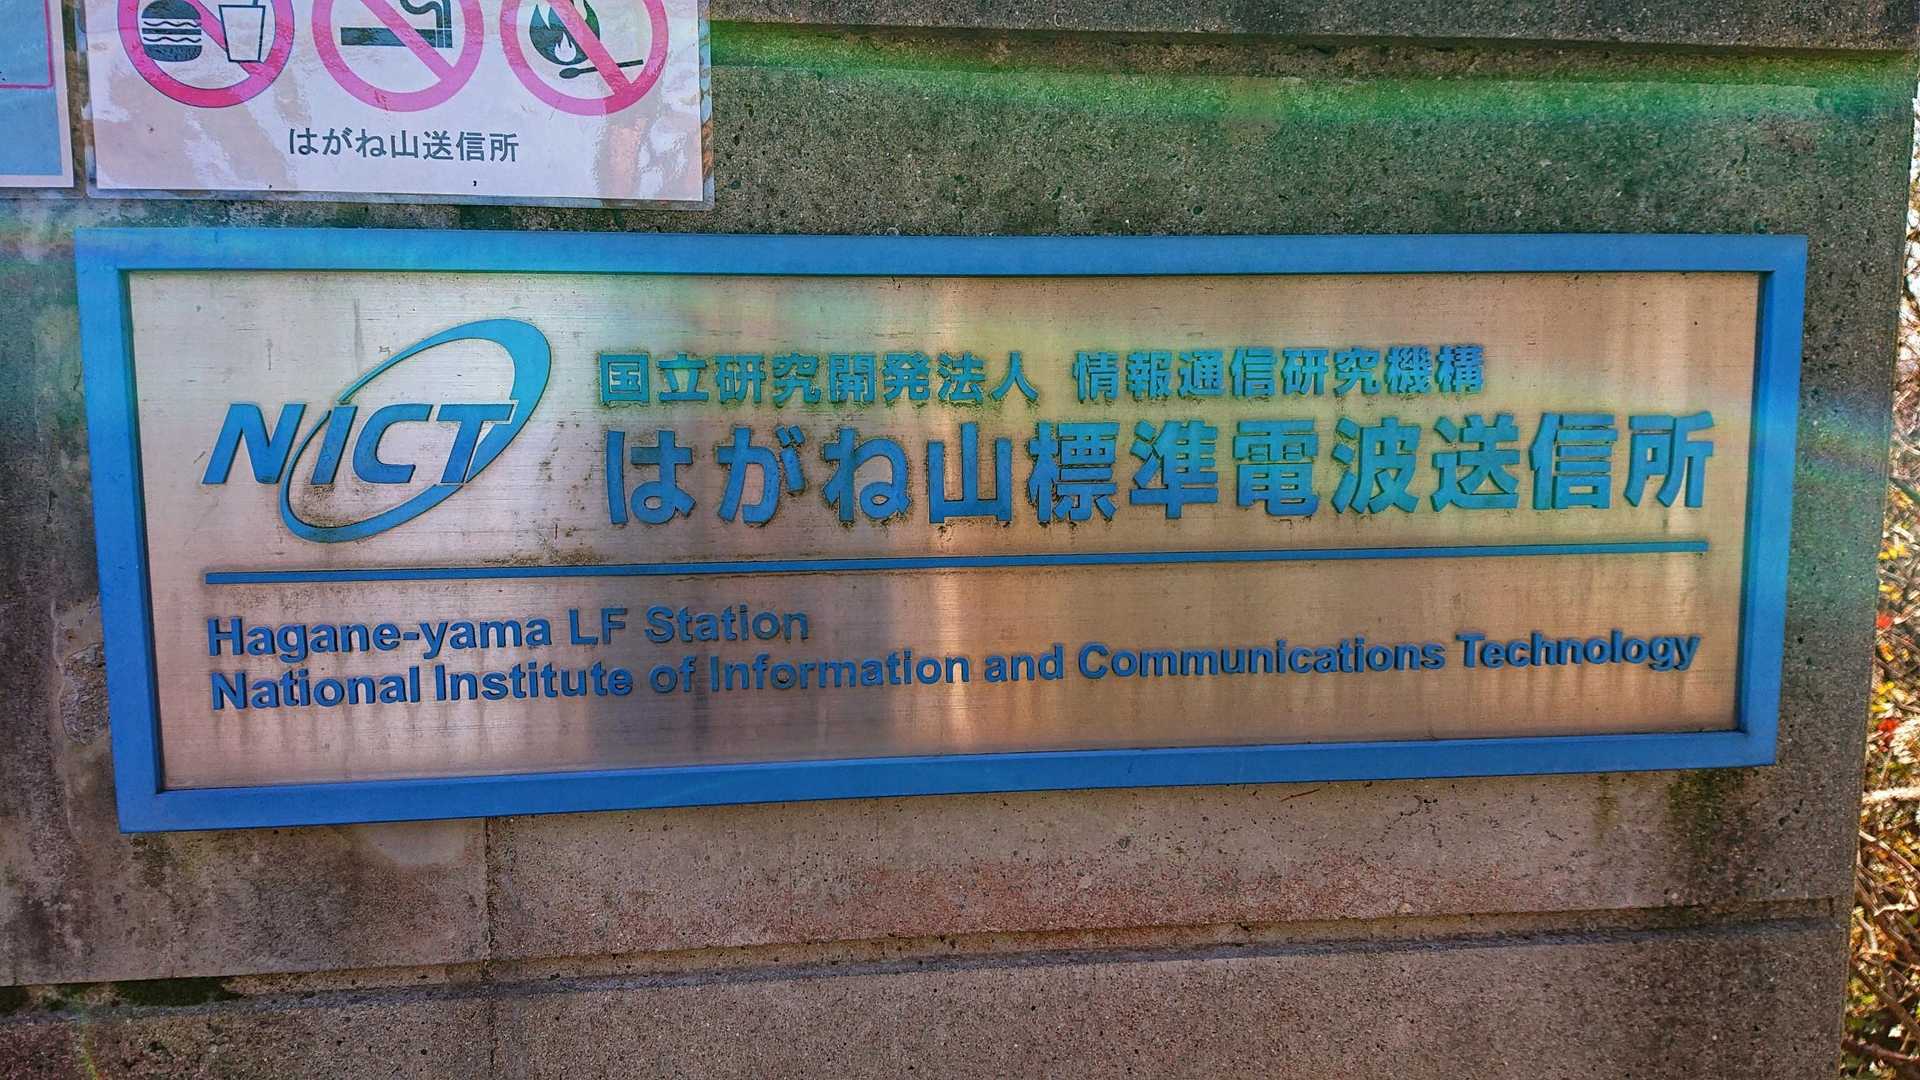 はがね山送信所
NICT
国立研究開発法人 情報通信研究機構
はがね山標準電波送信所
Hagane-yama LF Station
National Institute of Information and Communications Technology